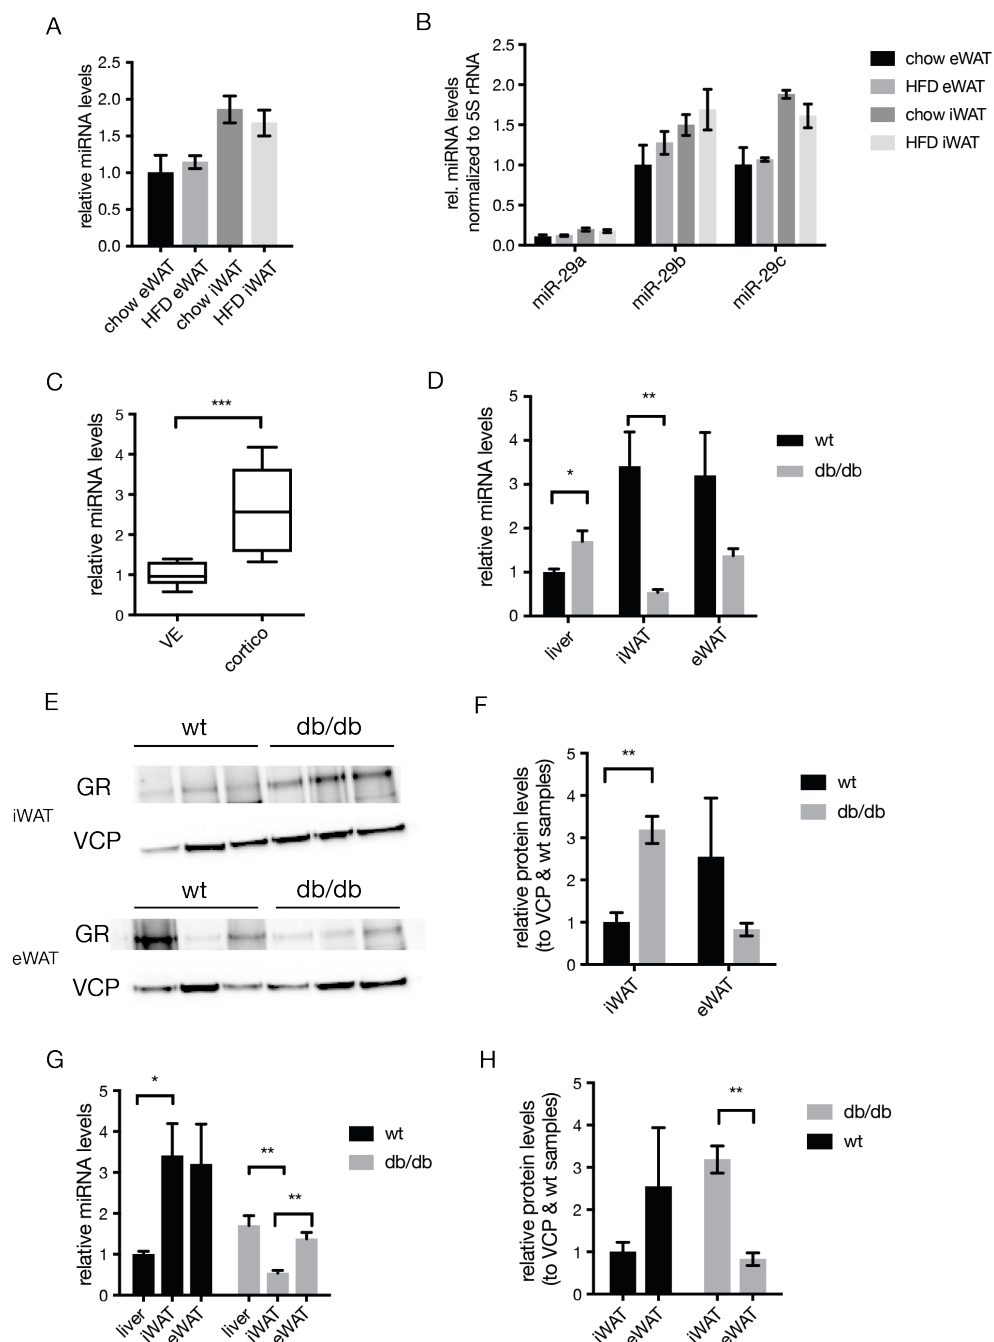 A
relative miRNA levels
2.5
2.0
1.5
1.0
0.5
0.0
chow eWAT
HFD eWAT
chow iWAT
HFD iWAT
B
rel. miRNA levels
normalized to 5S rRNA
2.5
2.0
1.5
1.0
0.5
0.0
miR-29a
miR-29b
miR-29c
chow eWAT
HFD eWAT
chow iWAT
HFD iWAT
C
relative miRNA levels
5
4
3
2
1
0
***
VE
cortico
D
relative miRNA levels
5
4
3
2
1
0
*
**
liver
iWAT
eWAT
wt
db/db
E
wt
db/db
GR
iWAT
VCP
wt
db/db
GR
eWAT
VCP
F
relative protein levels
(to VCP & wt samples)
5
4
3
2
1
0
**
iWAT
eWAT
wt
db/db
G
relative miRNA levels
5
4
3
2
1
0
*
**
**
liver
iWAT
eWAT
liver
iWAT
eWAT
wt
db/db
H
relative protein levels
(to VCP & wt samples)
5
4
3
2
1
0
**
iWAT
eWAT
iWAT
eWAT
db/db
wt